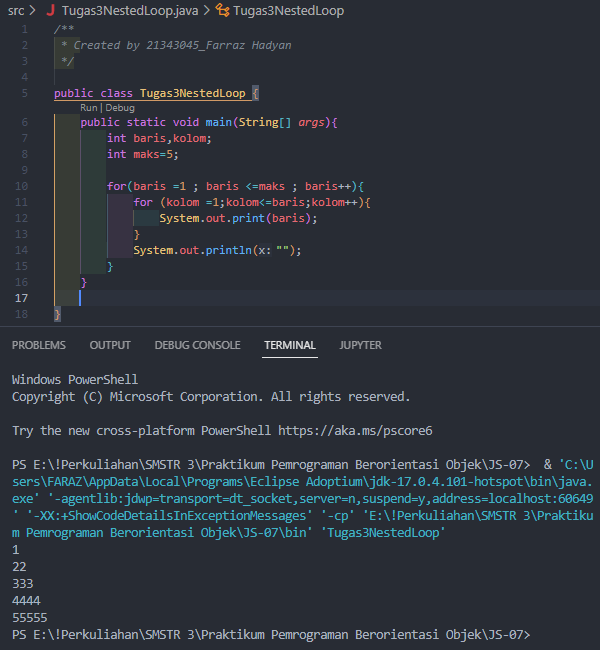 src > J Tugas3NestedLoop.java > Tugas3NestedLoop
1 /**
2 * Created by 21343045_Farraz Hadyan
3 */
4
5 public class Tugas3NestedLoop {
Run | Debug
6 public static void main(String[] args){
7 int baris,kolom;
8 int maks=5;
9
10 for(baris =1 ; baris <=maks ; baris++){
11 for (kolom =1;kolom<=baris;kolom++){
12 System.out.print(baris);
13 }
14 System.out.println(x: "");
15 }
16 }
17
18 }
PROBLEMS OUTPUT DEBUG CONSOLE TERMINAL JUPYTER
Windows PowerShell
Copyright (C) Microsoft Corporation. All rights reserved.
Try the new cross-platform PowerShell https://aka.ms/pscore6
PS E:\!Perkuliahan\SMSTR 3\Praktikum Pemrograman Berorientasi Objek\JS-07> & 'C:\U
sers\FARAZ\AppData\Local\Programs\Eclipse Adoptium\jdk-17.0.4.101-hotspot\bin\java.
exe' '-agentlib:jdwp=transport=dt_socket,server=n,suspend=y,address=localhost:60649
' '-XX:+ShowCodeDetailsInExceptionMessages' '-cp' 'E:\!Perkuliahan\SMSTR 3\Praktiku
m Pemrograman Berorientasi Objek\JS-07\bin' 'Tugas3NestedLoop'
1
22
333
4444
55555
PS E:\!Perkuliahan\SMSTR 3\Praktikum Pemrograman Berorientasi Objek\JS-07>